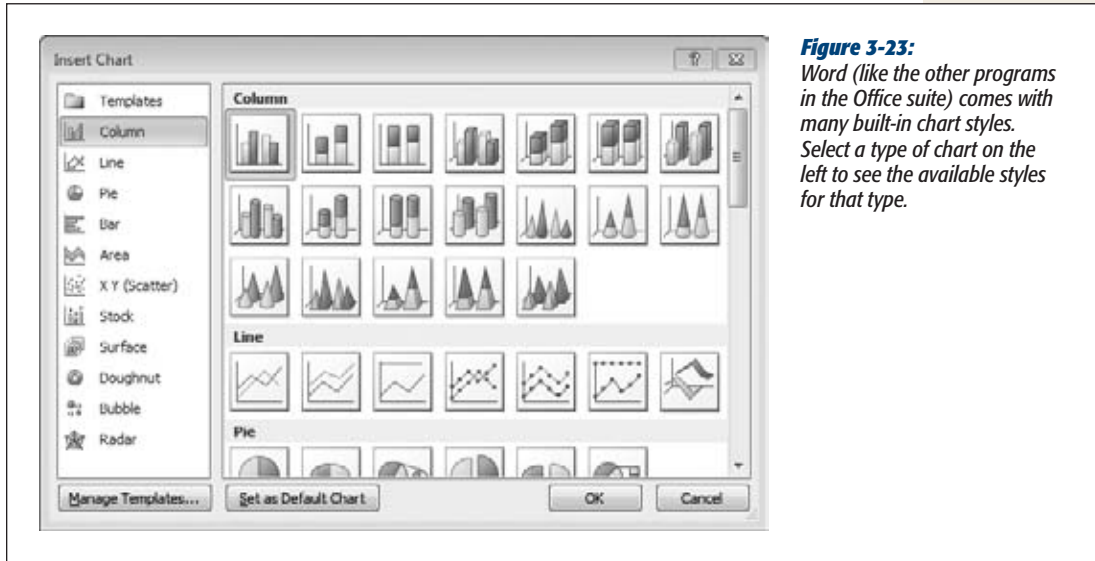 Insert Chart
Templates
Column
Line
Pie
Bar
Area
X Y (Scatter)
Stock
Surface
Doughnut
Bubble
Radar
Column
Line
Pie
Manage Templates...
Set as Default Chart
OK
Cancel
Figure 3-23:
Word (like the other programs
in the Office suite) comes with
many built-in chart styles.
Select a type of chart on the
left to see the available styles
for that type.